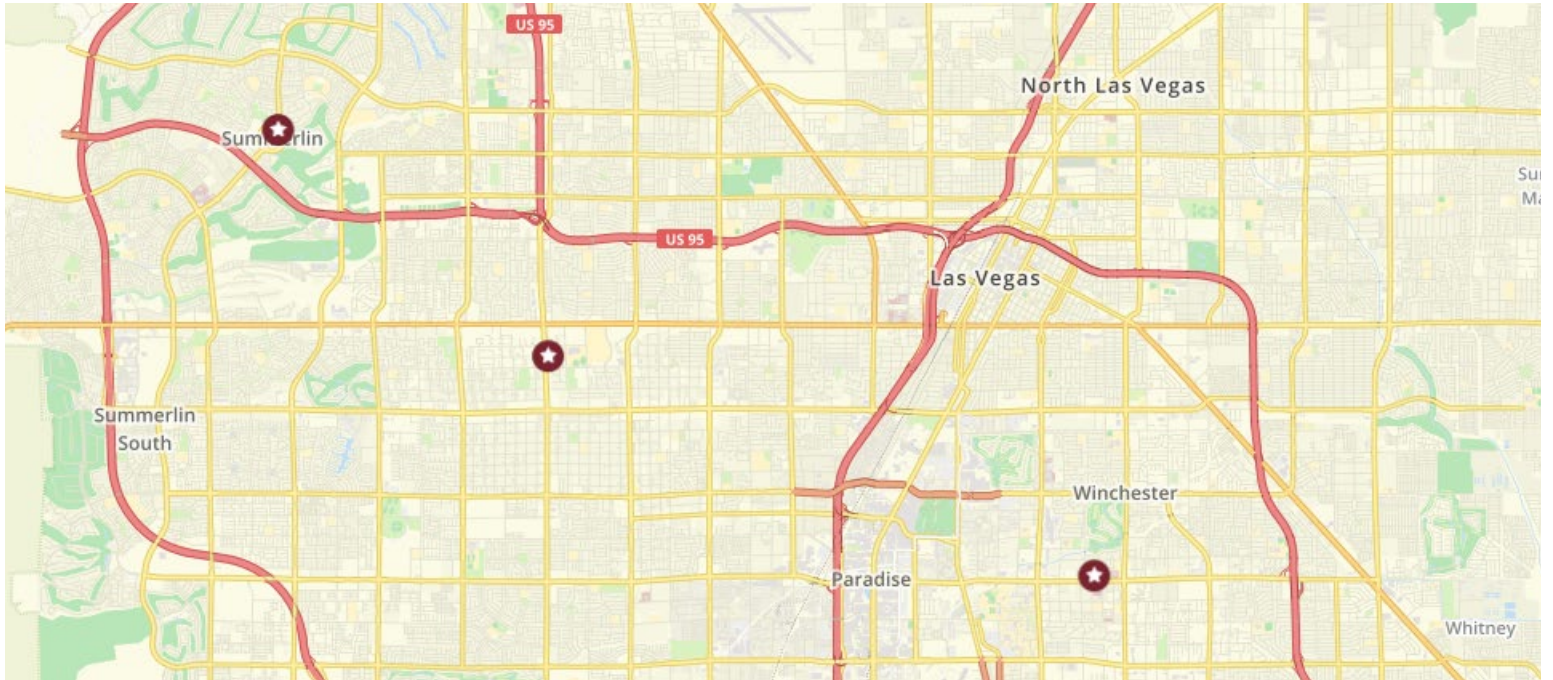 US 95
North Las Vegas
Summerlin
US 95
Las Vegas
Summerlin
South
Winchester
Paradise
Whitney